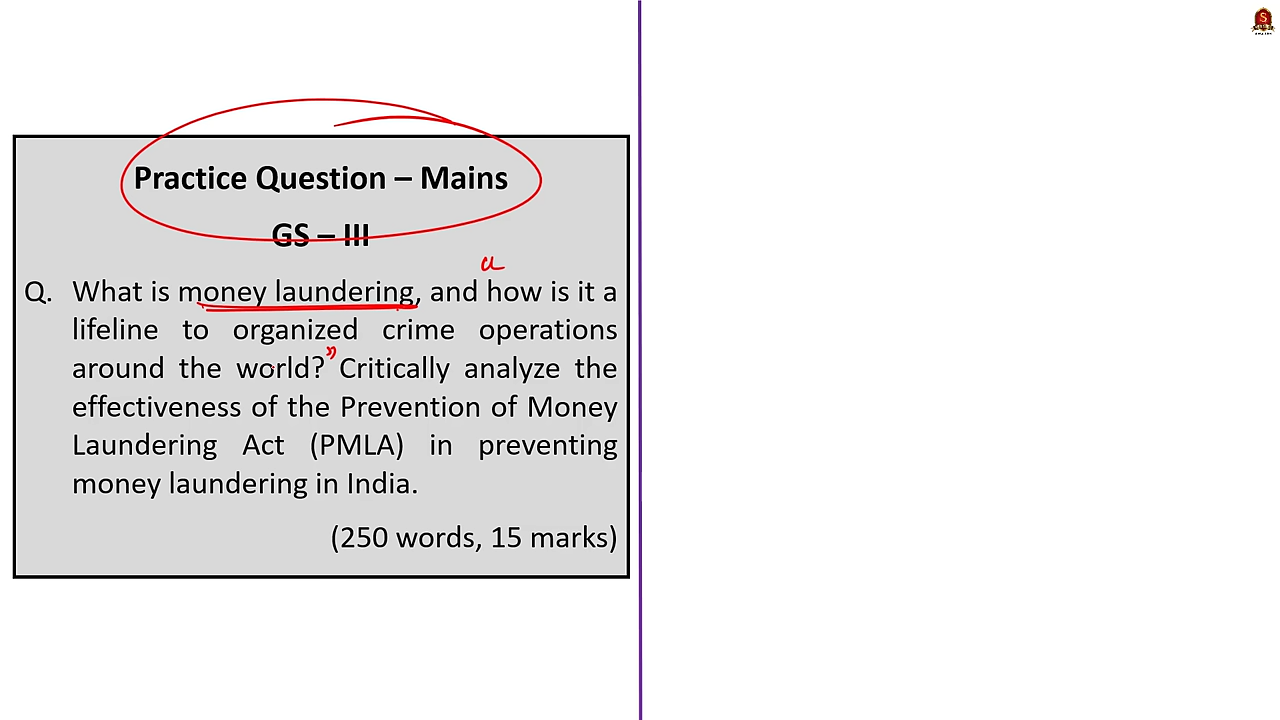 Practice Question – Mains
GS – III
Q. What is money laundering, and how is it a
lifeline to organized crime operations
around the world? Critically analyze the
effectiveness of the Prevention of Money
Laundering Act (PMLA) in preventing
money laundering in India.
(250 words, 15 marks)